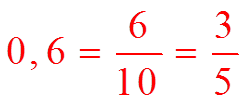 0,6 = 6/10 = 3/5